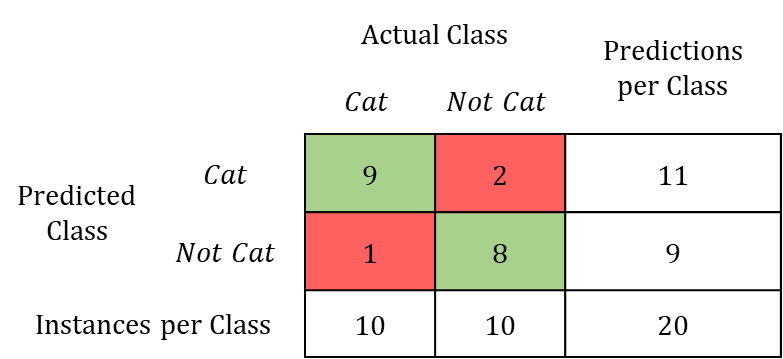 Actual Class
Predictions
per Class
Cat Not Cat
Predicted
Class
Cat 9 2 11
Not Cat 1 8 9
Instances per Class 10 10 20